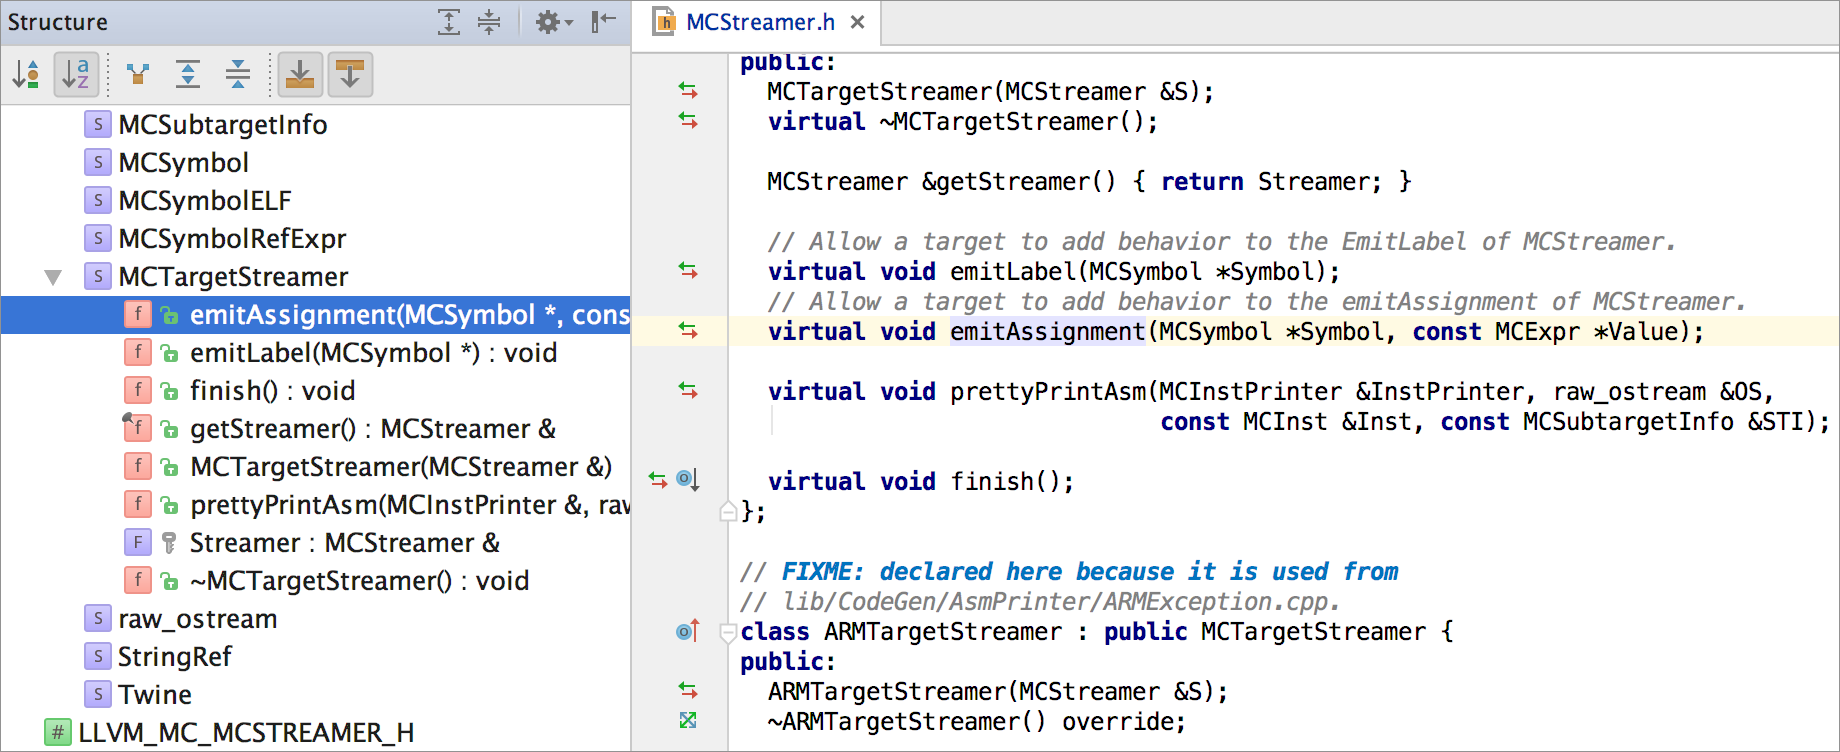 Structure
MCSubtargetInfo
MCSymbol
MCSymbolELF
MCSymbolRefExpr
MCTargetStreamer
emitAssignment(MCSymbol *, cons
emitLabel(MCSymbol *) : void
finish() : void
getStreamer() : MCStreamer &
MCTargetStreamer(MCStreamer &)
prettyPrintAsm(MCInstPrinter &, rav
Streamer : MCStreamer &
~MCTargetStreamer() : void
raw_ostream
StringRef
Twine
LLVM_MC_MCSTREAMER_H
MCStreamer.h
public:
MCTargetStreamer(MCStreamer &S);
virtual ~MCTargetStreamer();
MCStreamer &getStreamer() { return Streamer; }
// Allow a target to add behavior to the EmitLabel of MCStreamer.
virtual void emitLabel(MCSymbol *Symbol);
// Allow a target to add behavior to the emitAssignment of MCStreamer.
virtual void emitAssignment(MCSymbol *Symbol, const MCExpr *Value);
virtual void prettyPrintAsm(MCInstPrinter &InstPrinter, raw_ostream &OS,
const MCInst &Inst, const MCSubtargetInfo &STI);
virtual void finish();
};
// FIXME: declared here because it is used from
// lib/CodeGen/AsmPrinter/ARMException.cpp.
class ARMTargetStreamer : public MCTargetStreamer {
public:
ARMTargetStreamer(MCStreamer &S);
~ARMTargetStreamer() override;